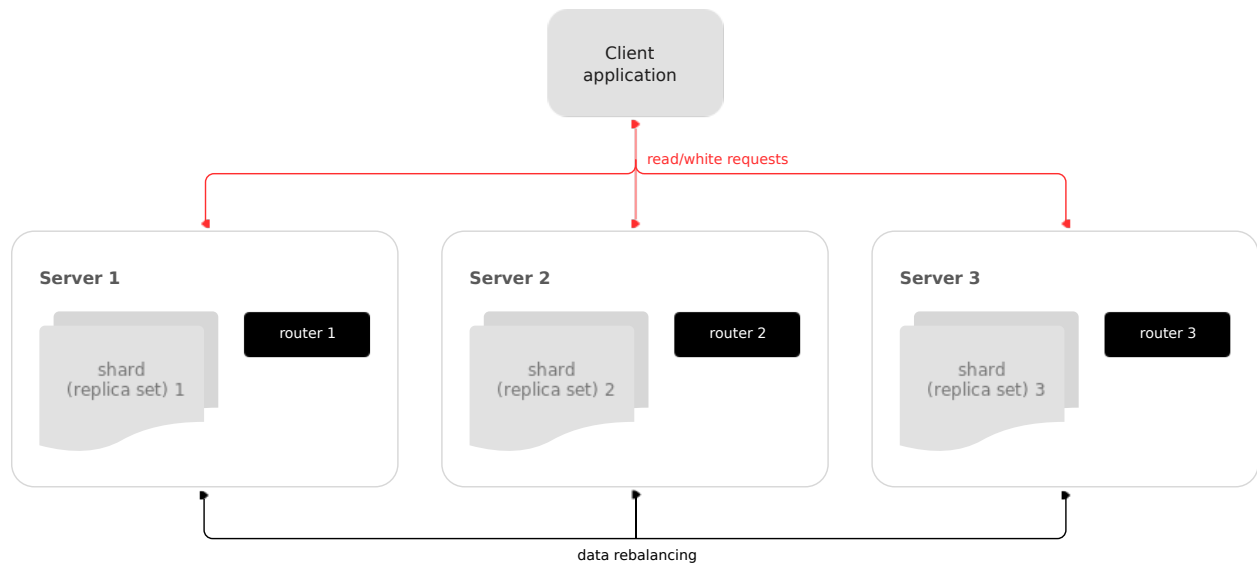 Client
application
read/white requests
Server 1
router 1
shard
(replica set) 1
Server 2
router 2
shard
(replica set) 2
Server 3
router 3
shard
(replica set) 3
data rebalancing